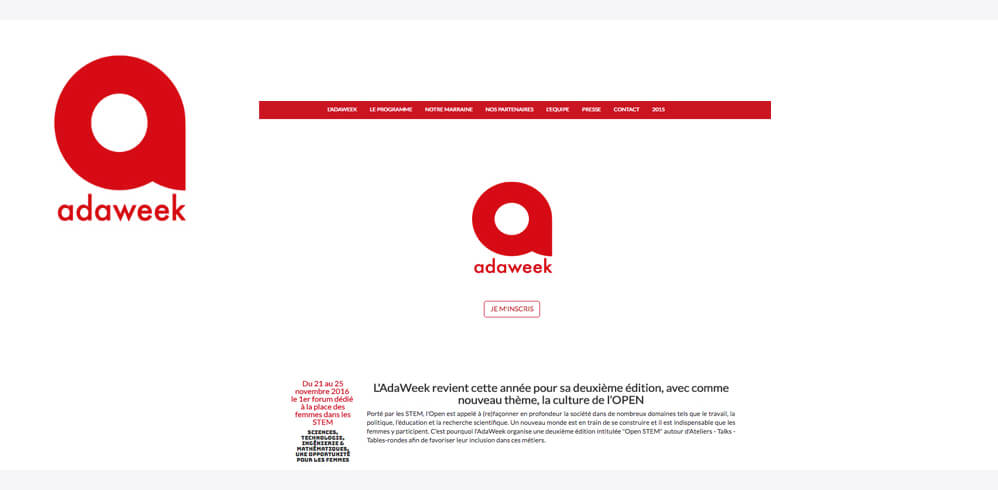 adaweek
L'ADAWEEK LE PROGRAMME NOTRE MARRAINE NOS PARTENAIRES L'EQUIPE PRESSE CONTACT 2015
adaweek
JE M'INSCRIS
Du 21 au 25
novembre 2016
le 1er forum dédié
à la place des
femmes dans les
STEM
SCIENCES,
TECHNOLOGIE,
INGÉNIERIE &
MATHÉMATIQUES,
UNE OPPORTUNITÉ
POUR LES FEMMES
L'AdaWeek revient cette année pour sa deuxième édition, avec comme
nouveau thème, la culture de l'OPEN
Porté par les STEM, l'Open est appelé à (re)façonner en profondeur la société dans de nombreux domaines tels que le travail, la
politique, l'éducation et la recherche scientifique. Un nouveau monde est en train de se construire et il est indispensable que les
femmes y participent. C'est pourquoi l'AdaWeek organise une deuxième édition intitulée "Open STEM" autour d'Ateliers - Talks -
Tables-rondes afin de favoriser leur inclusion dans ces métiers.